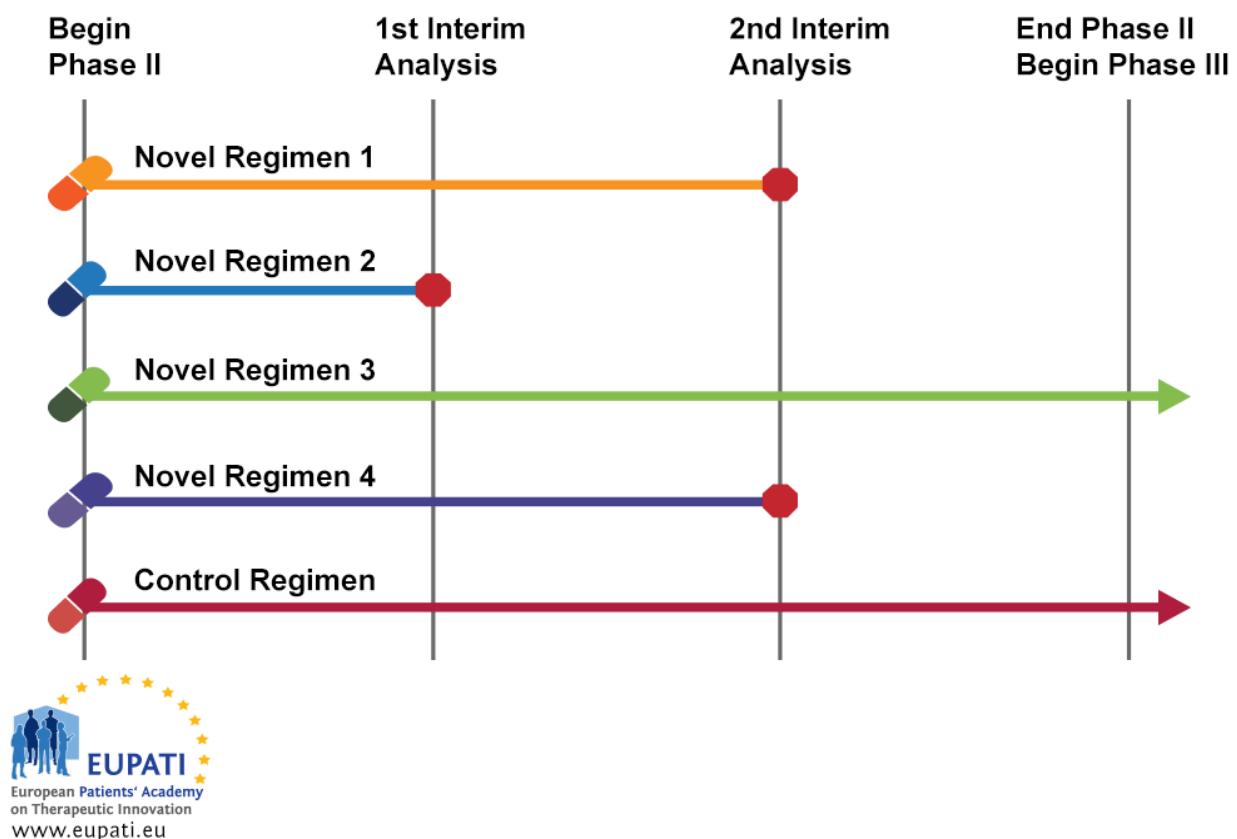 Begin
Phase II
1st Interim
Analysis
2nd Interim
Analysis
End Phase II
Begin Phase III
Novel Regimen 1
Novel Regimen 2
Novel Regimen 3
Novel Regimen 4
Control Regimen
EUPATI
European Patients' Academy
on Therapeutic Innovation
www.eupati.eu